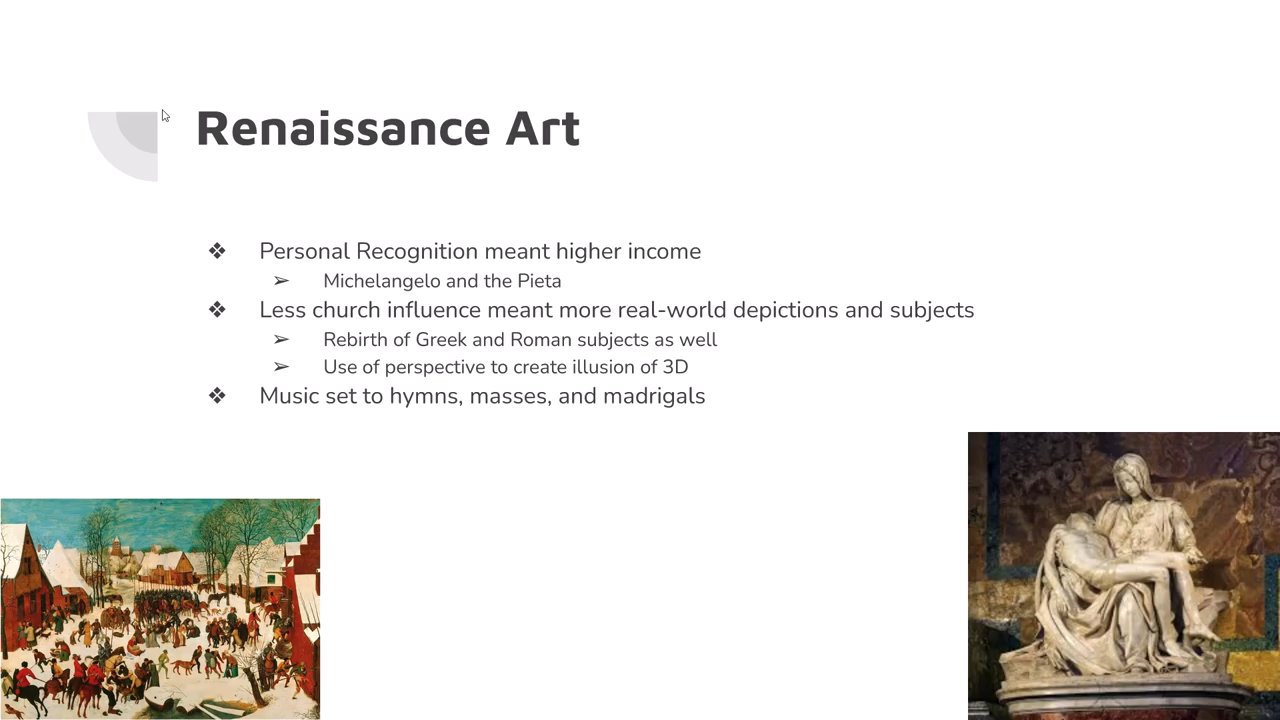 Renaissance Art
❖ Personal Recognition meant higher income
➢ Michelangelo and the Pieta
❖ Less church influence meant more real-world depictions and subjects
➢ Rebirth of Greek and Roman subjects as well
➢ Use of perspective to create illusion of 3D
❖ Music set to hymns, masses, and madrigals